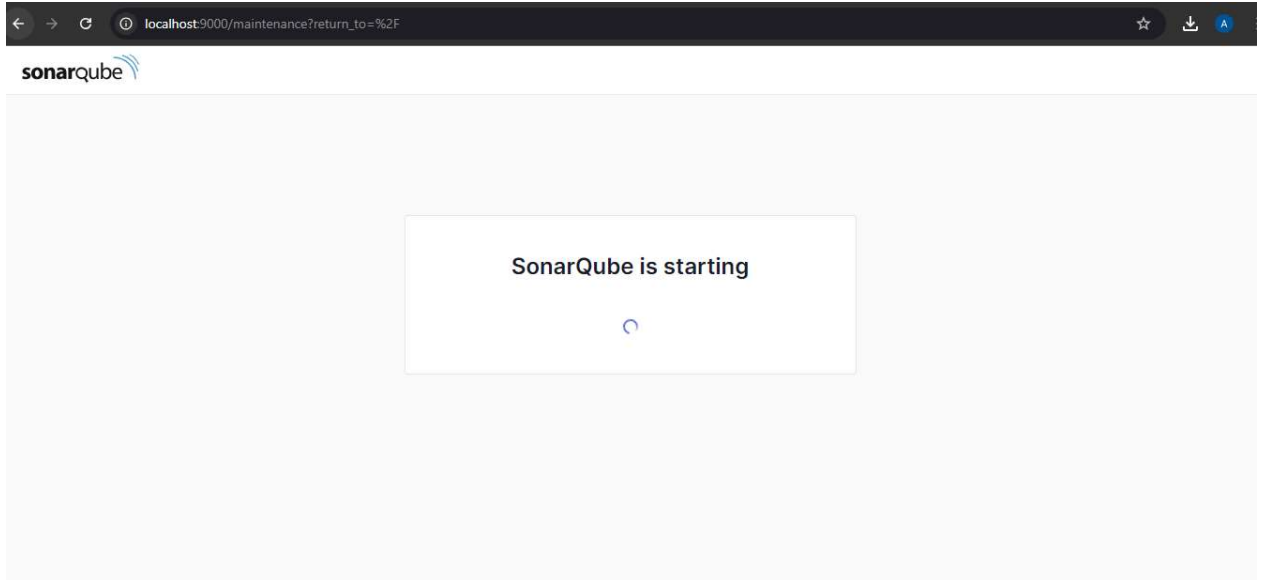 localhost:9000/maintenance?return_to=%2F
A
sonarqube
SonarQube is starting